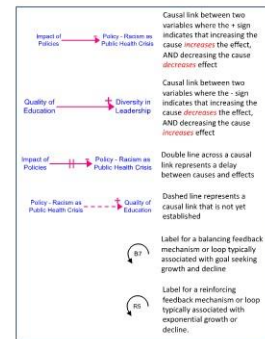 Impact of
Policies
Policy - Racism as
Public Health Crisis
Causal link between two
variables where the + sign
indicates that increasing the
cause increases the effect,
AND decreasing the cause
decreases effect
Quality of
Education
+
Diversity in
Leadership
Causal link between two
variables where the - sign
indicates that increasing the
cause decreases the effect,
AND decreasing the cause
increases effect
Impact of
Policies
Policy - Racism as
Public Health Crisis
Double line across a causal
link represents a delay
between causes and effects
Policy - Racism as
Public Health Crisis
+
Quality of
Education
Dashed line represents a
causal link that is not yet
established
Label for a balancing feedback
mechanism or loop typically
associated with goal seeking
growth and decline
R5
Label for a reinforcing
feedback mechanism or loop
typically associated with
exponential growth or
decline.